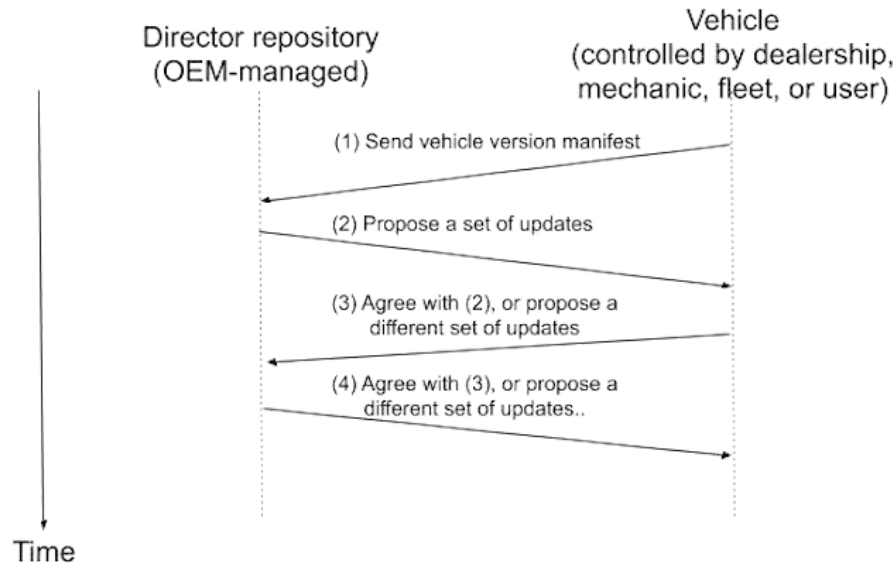 Director repository
(OEM-managed)
Vehicle
(controlled by dealership,
mechanic, fleet, or user)
(1) Send vehicle version manifest
(2) Propose a set of updates
(3) Agree with (2), or propose a
different set of updates
(4) Agree with (3), or propose a
different set of updates..
Time